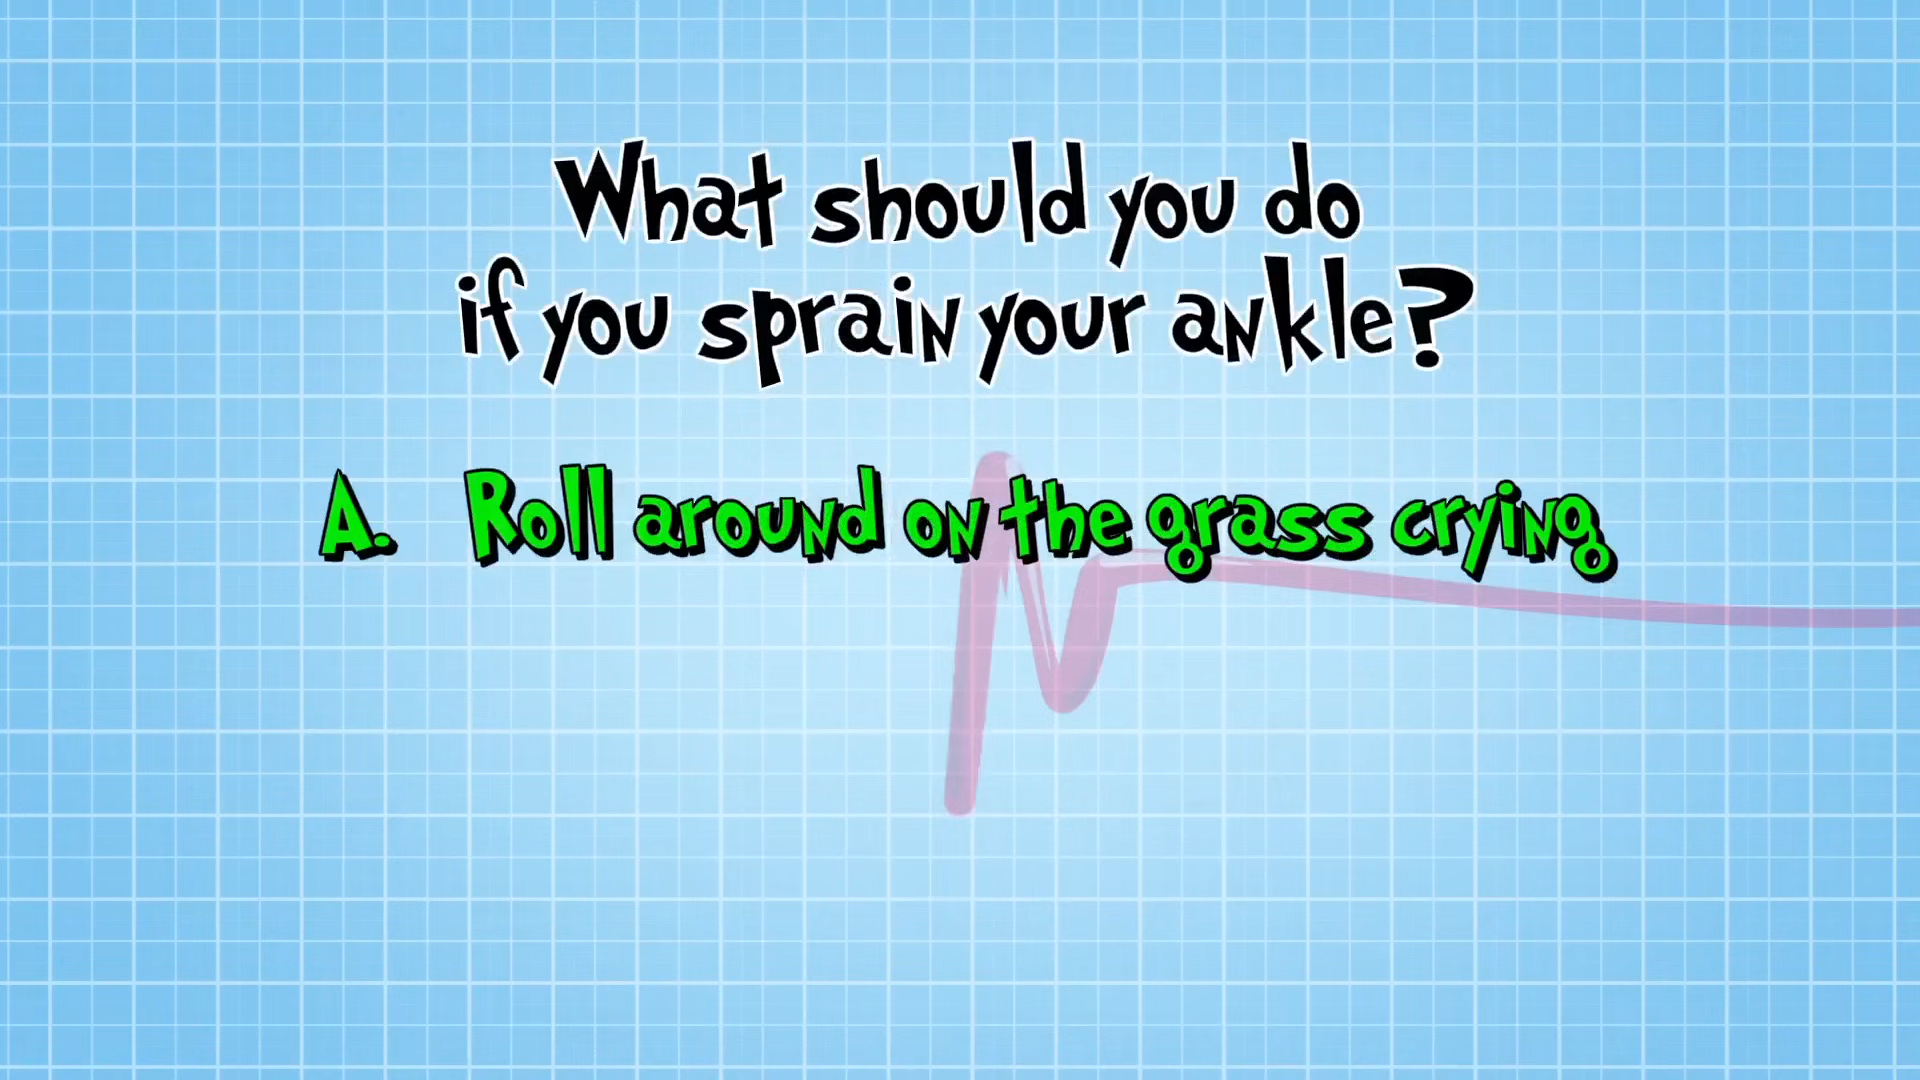 What should you do
if you sprain your ankle?
A. Roll around on the grass crying